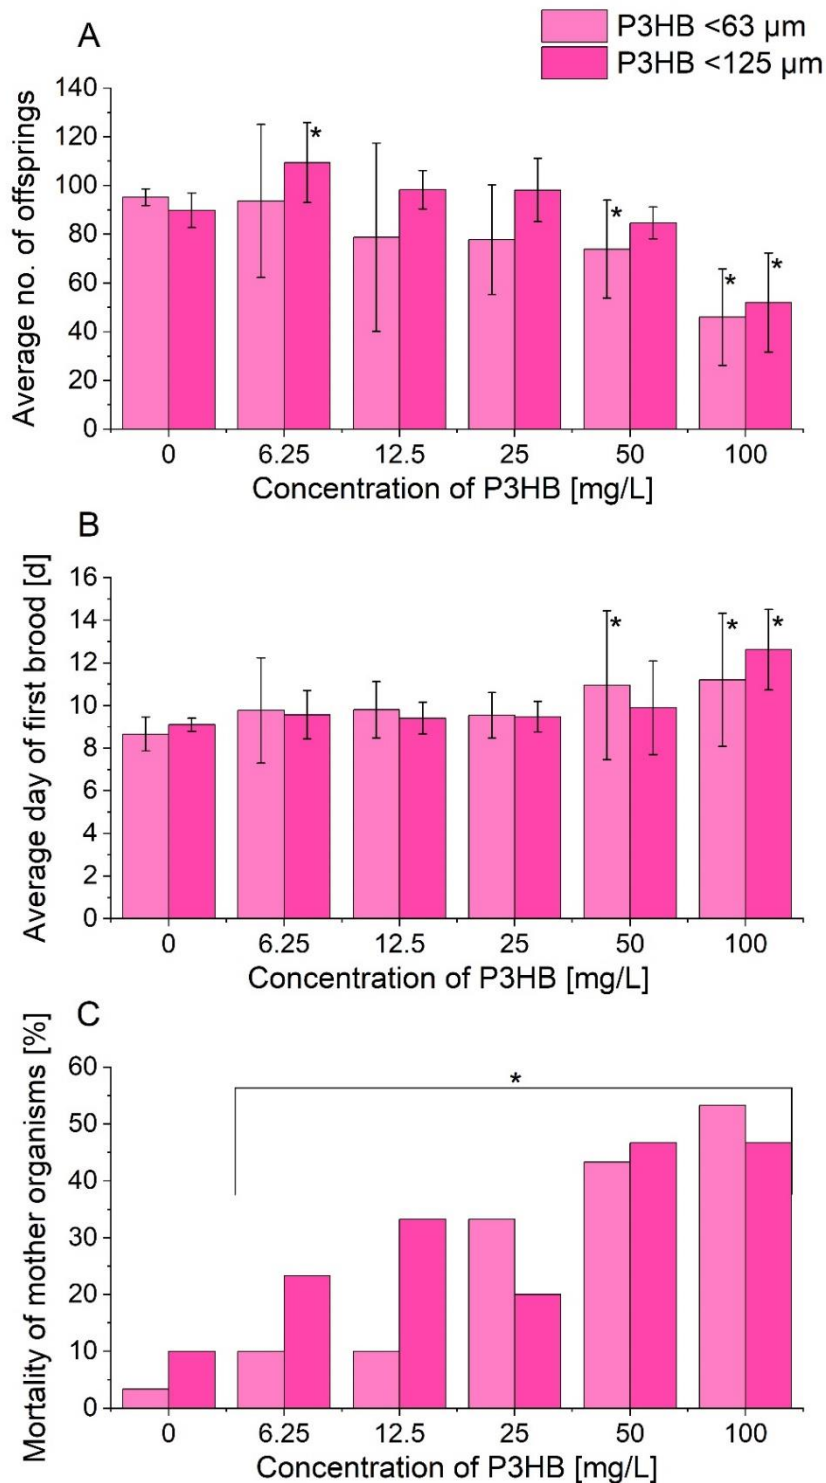 P3HB <63 µm
P3HB <125 µm
A
140
120
100
80
60
40
20
0
Average no. of offsprings
*
*
*
*
0 6.25 12.5 25 50 100
Concentration of P3HB [mg/L]
B
16
14
12
10
8
6
4
2
0
Average day of first brood [d]
*
*
*
0 6.25 12.5 25 50 100
Concentration of P3HB [mg/L]
C
60
50
40
30
20
10
0
Mortality of mother organisms [%]
*
0 6.25 12.5 25 50 100
Concentration of P3HB [mg/L]